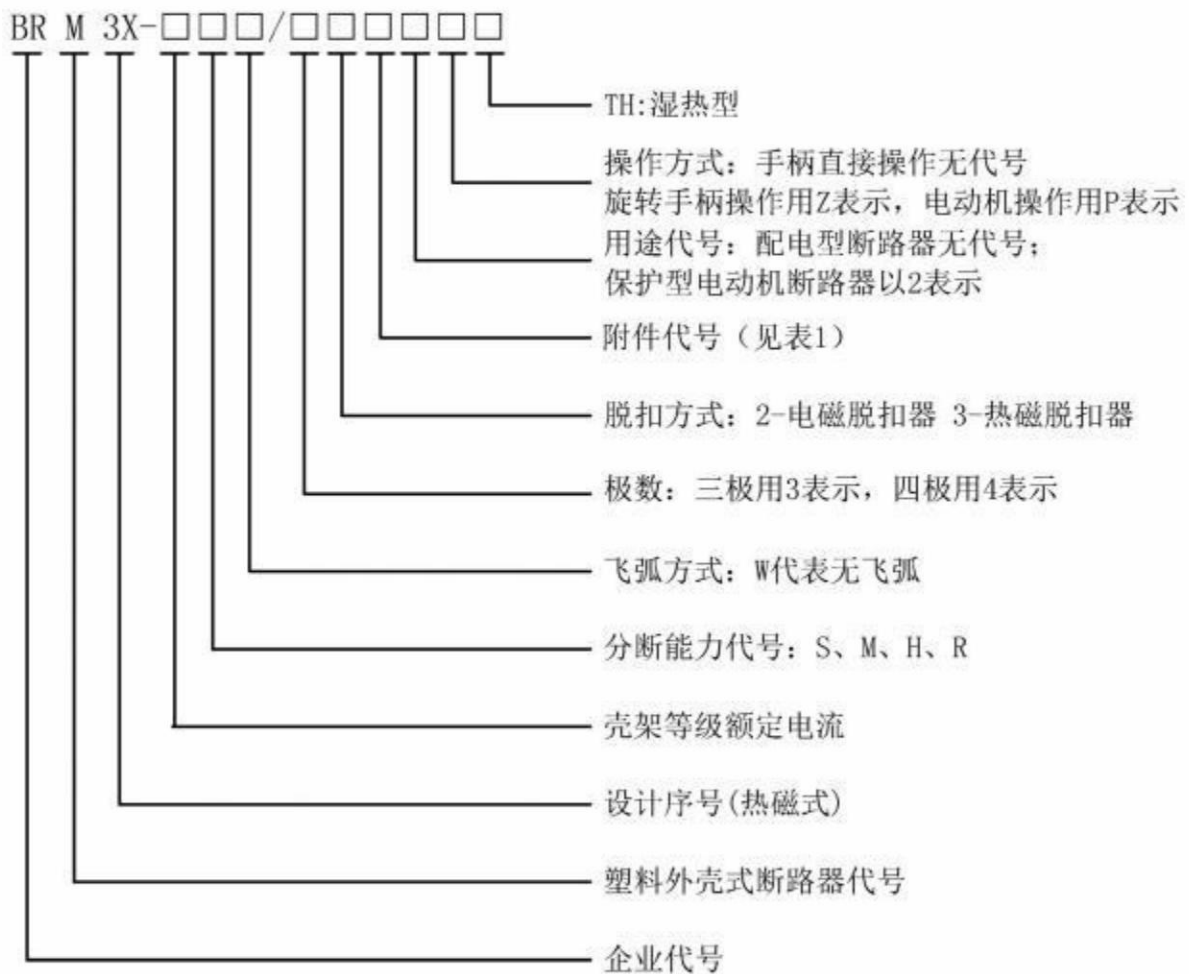 BR M 3X-□□□/□□□□□□
TH:湿热型
操作方式：手柄直接操作无代号
旋转手柄操作用Z表示，电动机操作用P表示
用途代号：配电型断路器无代号；
保护型电动机断路器以2表示
附件代号（见表1）
脱扣方式：2-电磁脱扣器 3-热磁脱扣器
极数：三极用3表示，四极用4表示
飞弧方式：W代表无飞弧
分断能力代号：S、M、H、R
壳架等级额定电流
设计序号(热磁式)
塑料外壳式断路器代号
企业代号